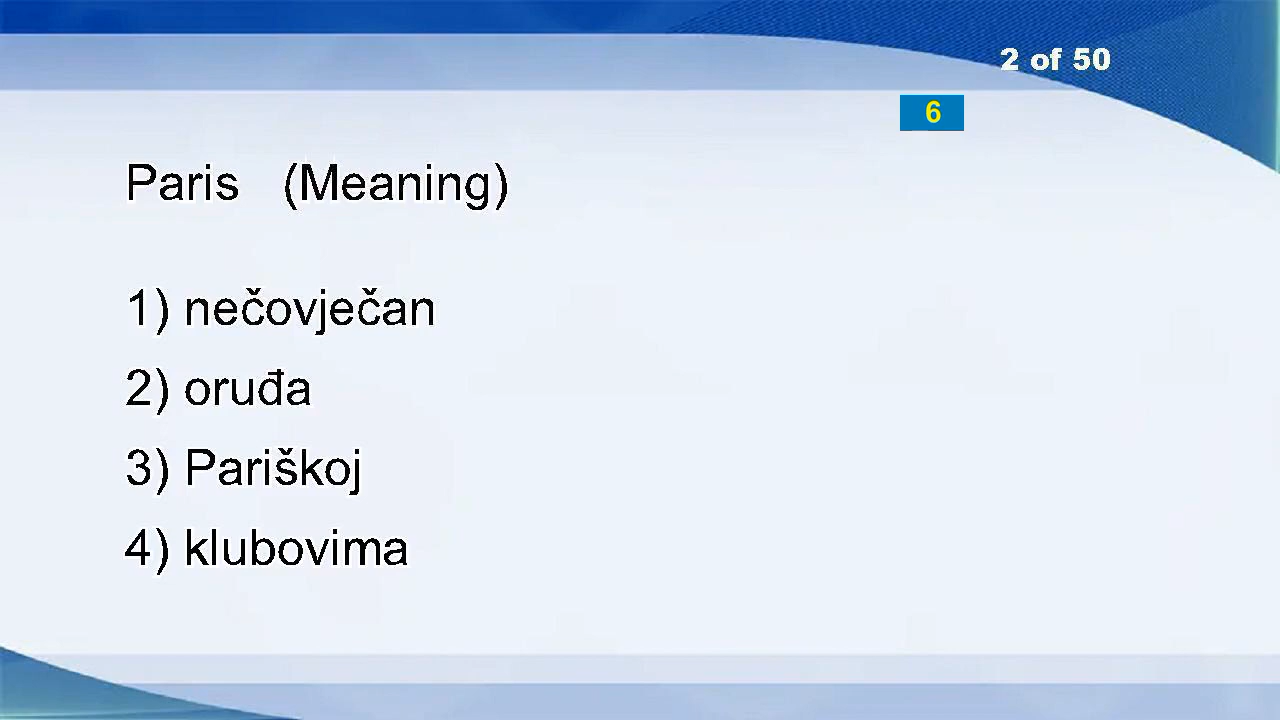 2 of 50
6
Paris (Meaning)
1) nečovječan
2) oruđa
3) Pariškoj
4) klubovima